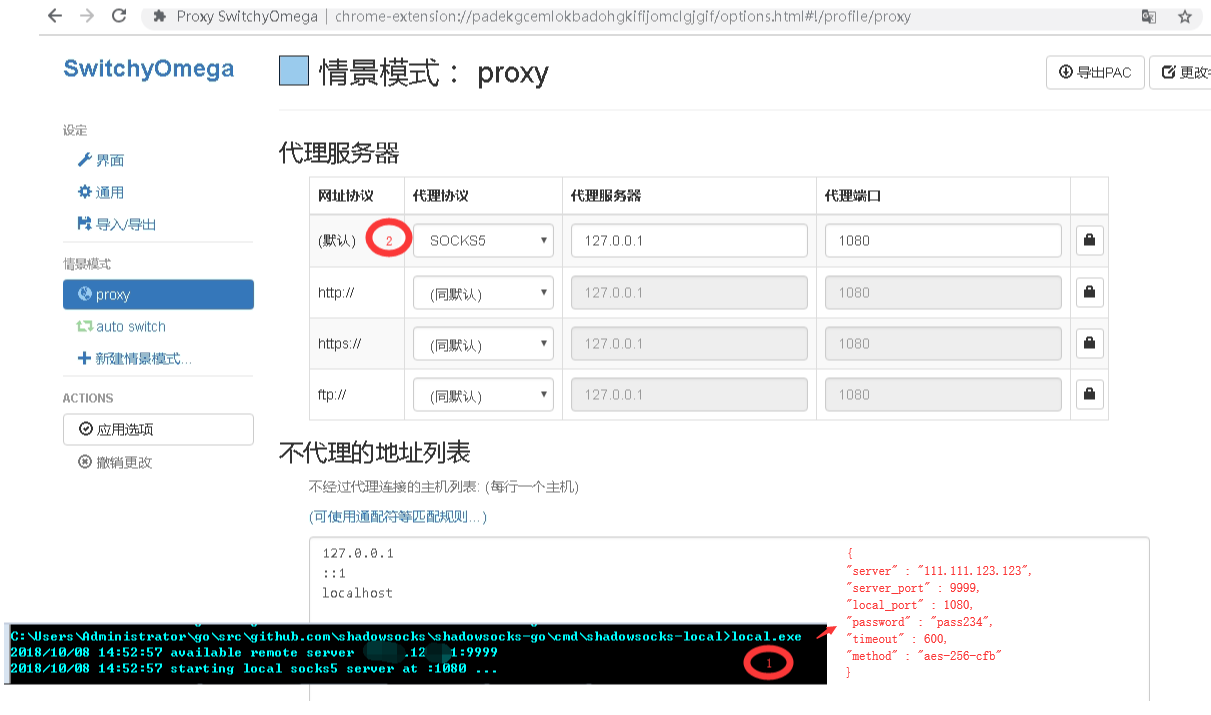 Proxy SwitchyOmega | chrome-extension://padekgcemlokbadohgkifijomclgjgif/options.html#!/profile/proxy
SwitchyOmega
情景模式： proxy
导出PAC
更改
设定
界面
通用
导入/导出
情景模式
proxy
auto switch
新建情景模式...
ACTIONS
应用选项
撤销更改
代理服务器
网址协议 代理协议 代理服务器 代理端口
(默认) 2 SOCKS5 127.0.0.1 1080
http:// (同默认) 127.0.0.1 1080
https:// (同默认) 127.0.0.1 1080
ftp:// (同默认) 127.0.0.1 1080
不代理的地址列表
不经过代理连接的主机列表: (每行一个主机)
(可使用通配符等匹配规则...)
127.0.0.1
::1
localhost
{
"server" : "111.111.123.123",
"server_port" : 9999,
"local_port" : 1080,
"password" : "pass234",
"timeout" : 600,
"method" : "aes-256-cfb"
}
C:\Users\Administrator\go\src\github.com\shadowsocks\shadowsocks-go\cmd\shadowsocks-local>local.exe
2018/10/08 14:52:57 available remote server .12 1:9999
2018/10/08 14:52:57 starting local socks5 server at :1080 ...
1